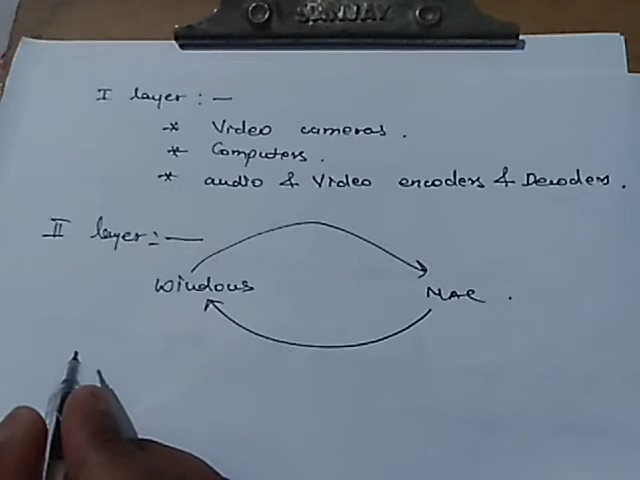 SANJAY
I layer : —
* Video cameras .
* Computers .
* audio & Video encoders & Decoders .
II layer : —
Windows
MAC .